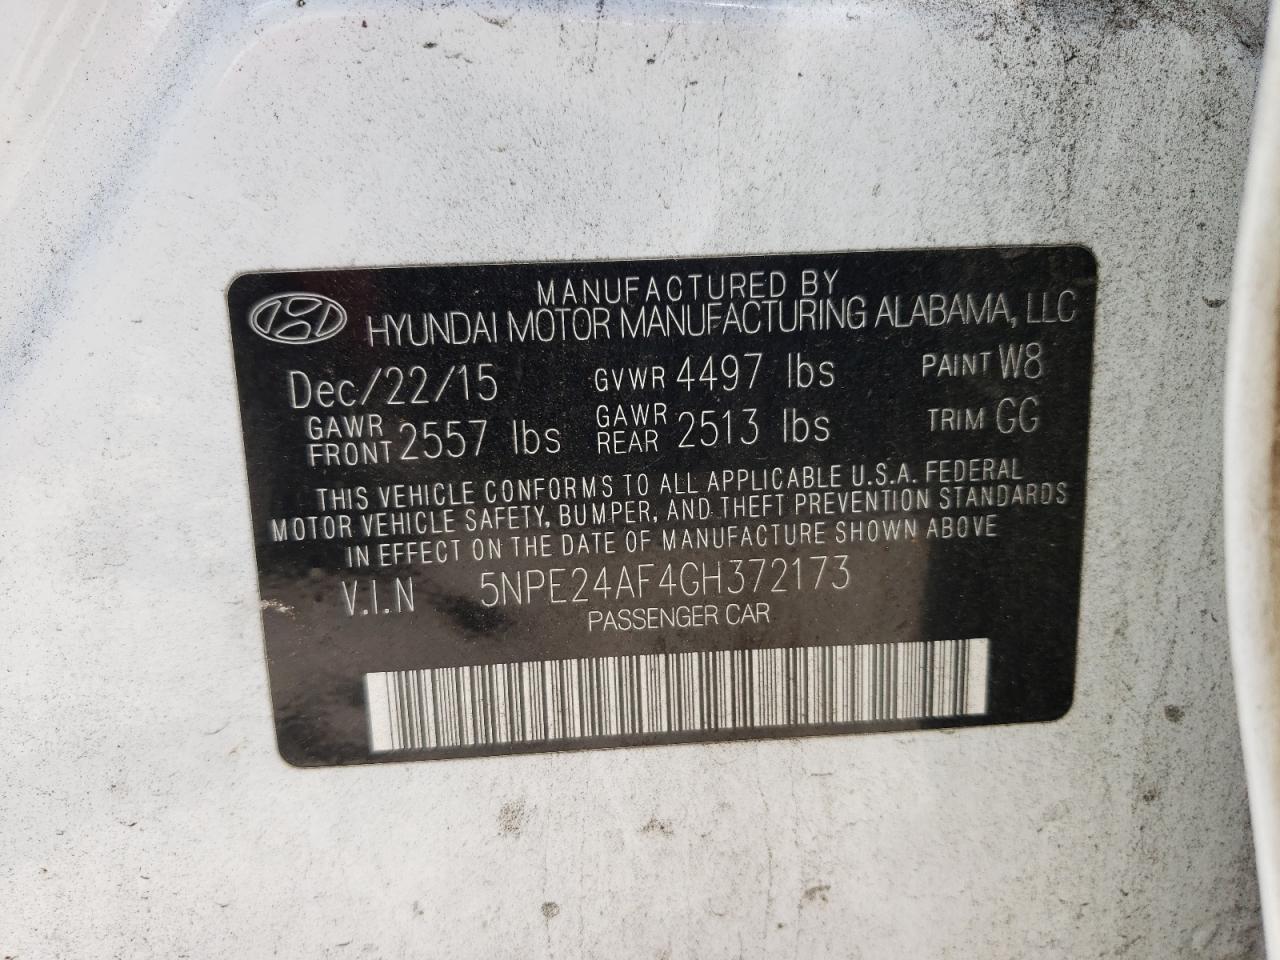 MANUFACTURED BY
HYUNDAI MOTOR MANUFACTURING ALABAMA, LLC
Dec/22/15 GVWR 4497 lbs PAINT W8
GAWR FRONT 2557 lbs GAWR REAR 2513 lbs TRIM GG
THIS VEHICLE CONFORMS TO ALL APPLICABLE U.S.A. FEDERAL
MOTOR VEHICLE SAFETY, BUMPER, AND THEFT PREVENTION STANDARDS
IN EFFECT ON THE DATE OF MANUFACTURE SHOWN ABOVE
V.I.N 5NPE24AF4GH372173
PASSENGER CAR